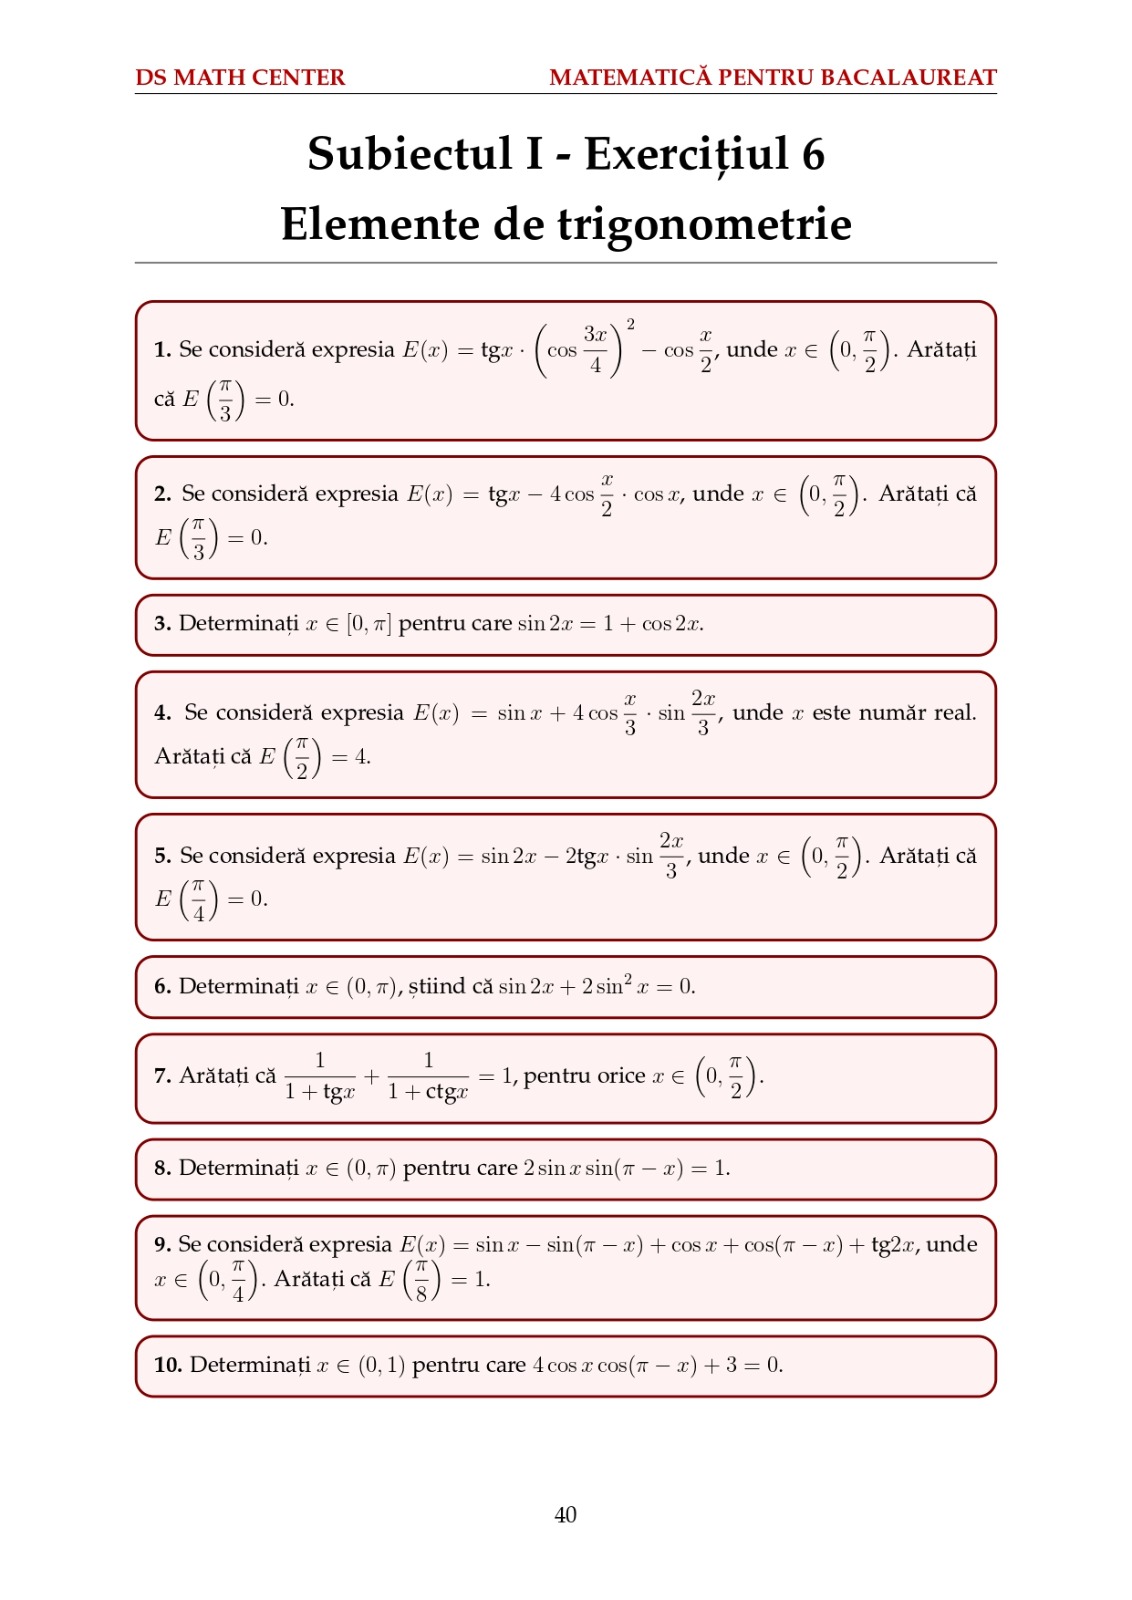 DS MATH CENTER MATEMATICĂ PENTRU BACALAUREAT
Subiectul I - Exercițiul 6
Elemente de trigonometrie
1. Se consideră expresia $E(x) = \text{tg}x \cdot \left(\cos \frac{3x}{4}\right)^2 - \cos \frac{x}{2}$, unde $x \in \left(0, \frac{\pi}{2}\right)$. Arătați
că $E\left(\frac{\pi}{3}\right) = 0$.
2. Se consideră expresia $E(x) = \text{tg}x - 4\cos \frac{x}{2} \cdot \cos x$, unde $x \in \left(0, \frac{\pi}{2}\right)$. Arătați că
$E\left(\frac{\pi}{3}\right) = 0$.
3. Determinați $x \in [0, \pi]$ pentru care $\sin 2x = 1 + \cos 2x$.
4. Se consideră expresia $E(x) = \sin x + 4\cos \frac{x}{3} \cdot \sin \frac{2x}{3}$, unde $x$ este număr real.
Arătați că $E\left(\frac{\pi}{2}\right) = 4$.
5. Se consideră expresia $E(x) = \sin 2x - 2\text{tg}x \cdot \sin \frac{2x}{3}$, unde $x \in \left(0, \frac{\pi}{2}\right)$. Arătați că
$E\left(\frac{\pi}{4}\right) = 0$.
6. Determinați $x \in (0, \pi)$, știind că $\sin 2x + 2\sin^2 x = 0$.
7. Arătați că $\frac{1}{1 + \text{tg}x} + \frac{1}{1 + \text{ctg}x} = 1$, pentru orice $x \in \left(0, \frac{\pi}{2}\right)$.
8. Determinați $x \in (0, \pi)$ pentru care $2\sin x \sin(\pi - x) = 1$.
9. Se consideră expresia $E(x) = \sin x - \sin(\pi - x) + \cos x + \cos(\pi - x) + \text{tg}2x$, unde
$x \in \left(0, \frac{\pi}{4}\right)$. Arătați că $E\left(\frac{\pi}{8}\right) = 1$.
10. Determinați $x \in (0, 1)$ pentru care $4\cos x \cos(\pi - x) + 3 = 0$.
40